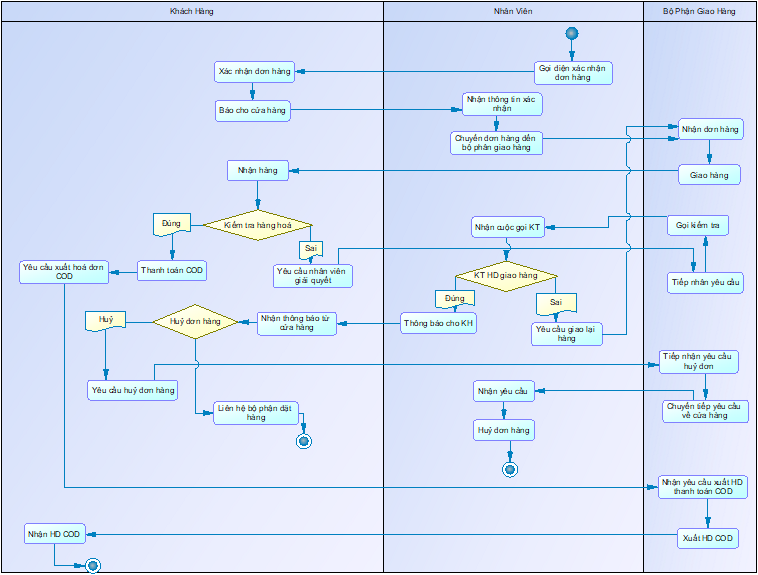 Khách Hàng
Nhân Viên
Bộ Phận Giao Hàng
Gọi điện xác nhận
đơn hàng
Xác nhận đơn hàng
Báo cho cửa hàng
Nhận thông tin xác
nhận
Chuyển đơn hàng đến
bộ phân giao hàng
Nhận đơn hàng
Giao hàng
Nhận hàng
Kiểm tra hàng hoá
Đúng
Sai
Thanh toán COD
Yêu cầu xuất hoá đơn
COD
Yêu cầu nhân viên
giải quyết
Nhận cuộc gọi KT
Gọi kiểm tra
Tiếp nhân yêu cầu
KT HD giao hàng
Đúng
Sai
Thông báo cho KH
Yêu cầu giao lại
hàng
Nhận thông báo từ
cửa hàng
Huỷ đơn hàng
Huỷ
Yêu cầu huỷ đơn hàng
Liên hệ bộ phận đặt
hàng
Tiếp nhận yêu cầu
huỷ đơn
Chuyển tiếp yêu cầu
về cửa hàng
Nhận yêu cầu
Huỷ đơn hàng
Nhận yêu cầu xuất HD
thanh toán COD
Xuất HD COD
Nhận HD COD